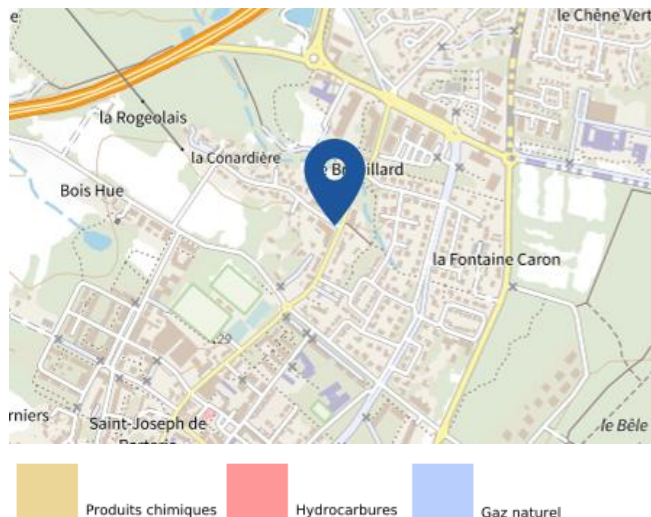 le Chêne Vert
la Rogeolais
la Conardière
Bois Hue
la Fontaine Caron
29
rniers
Saint-Joseph de
le Bêle
Produits chimiques
Hydrocarbures
Gaz naturel